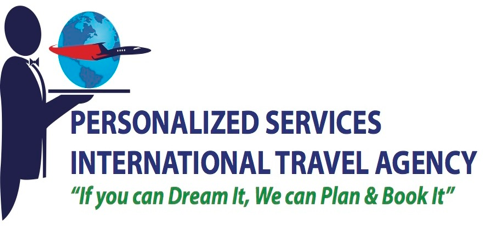 PERSONALIZED SERVICES
INTERNATIONAL TRAVEL AGENCY
“If you can Dream It, We can Plan & Book It”